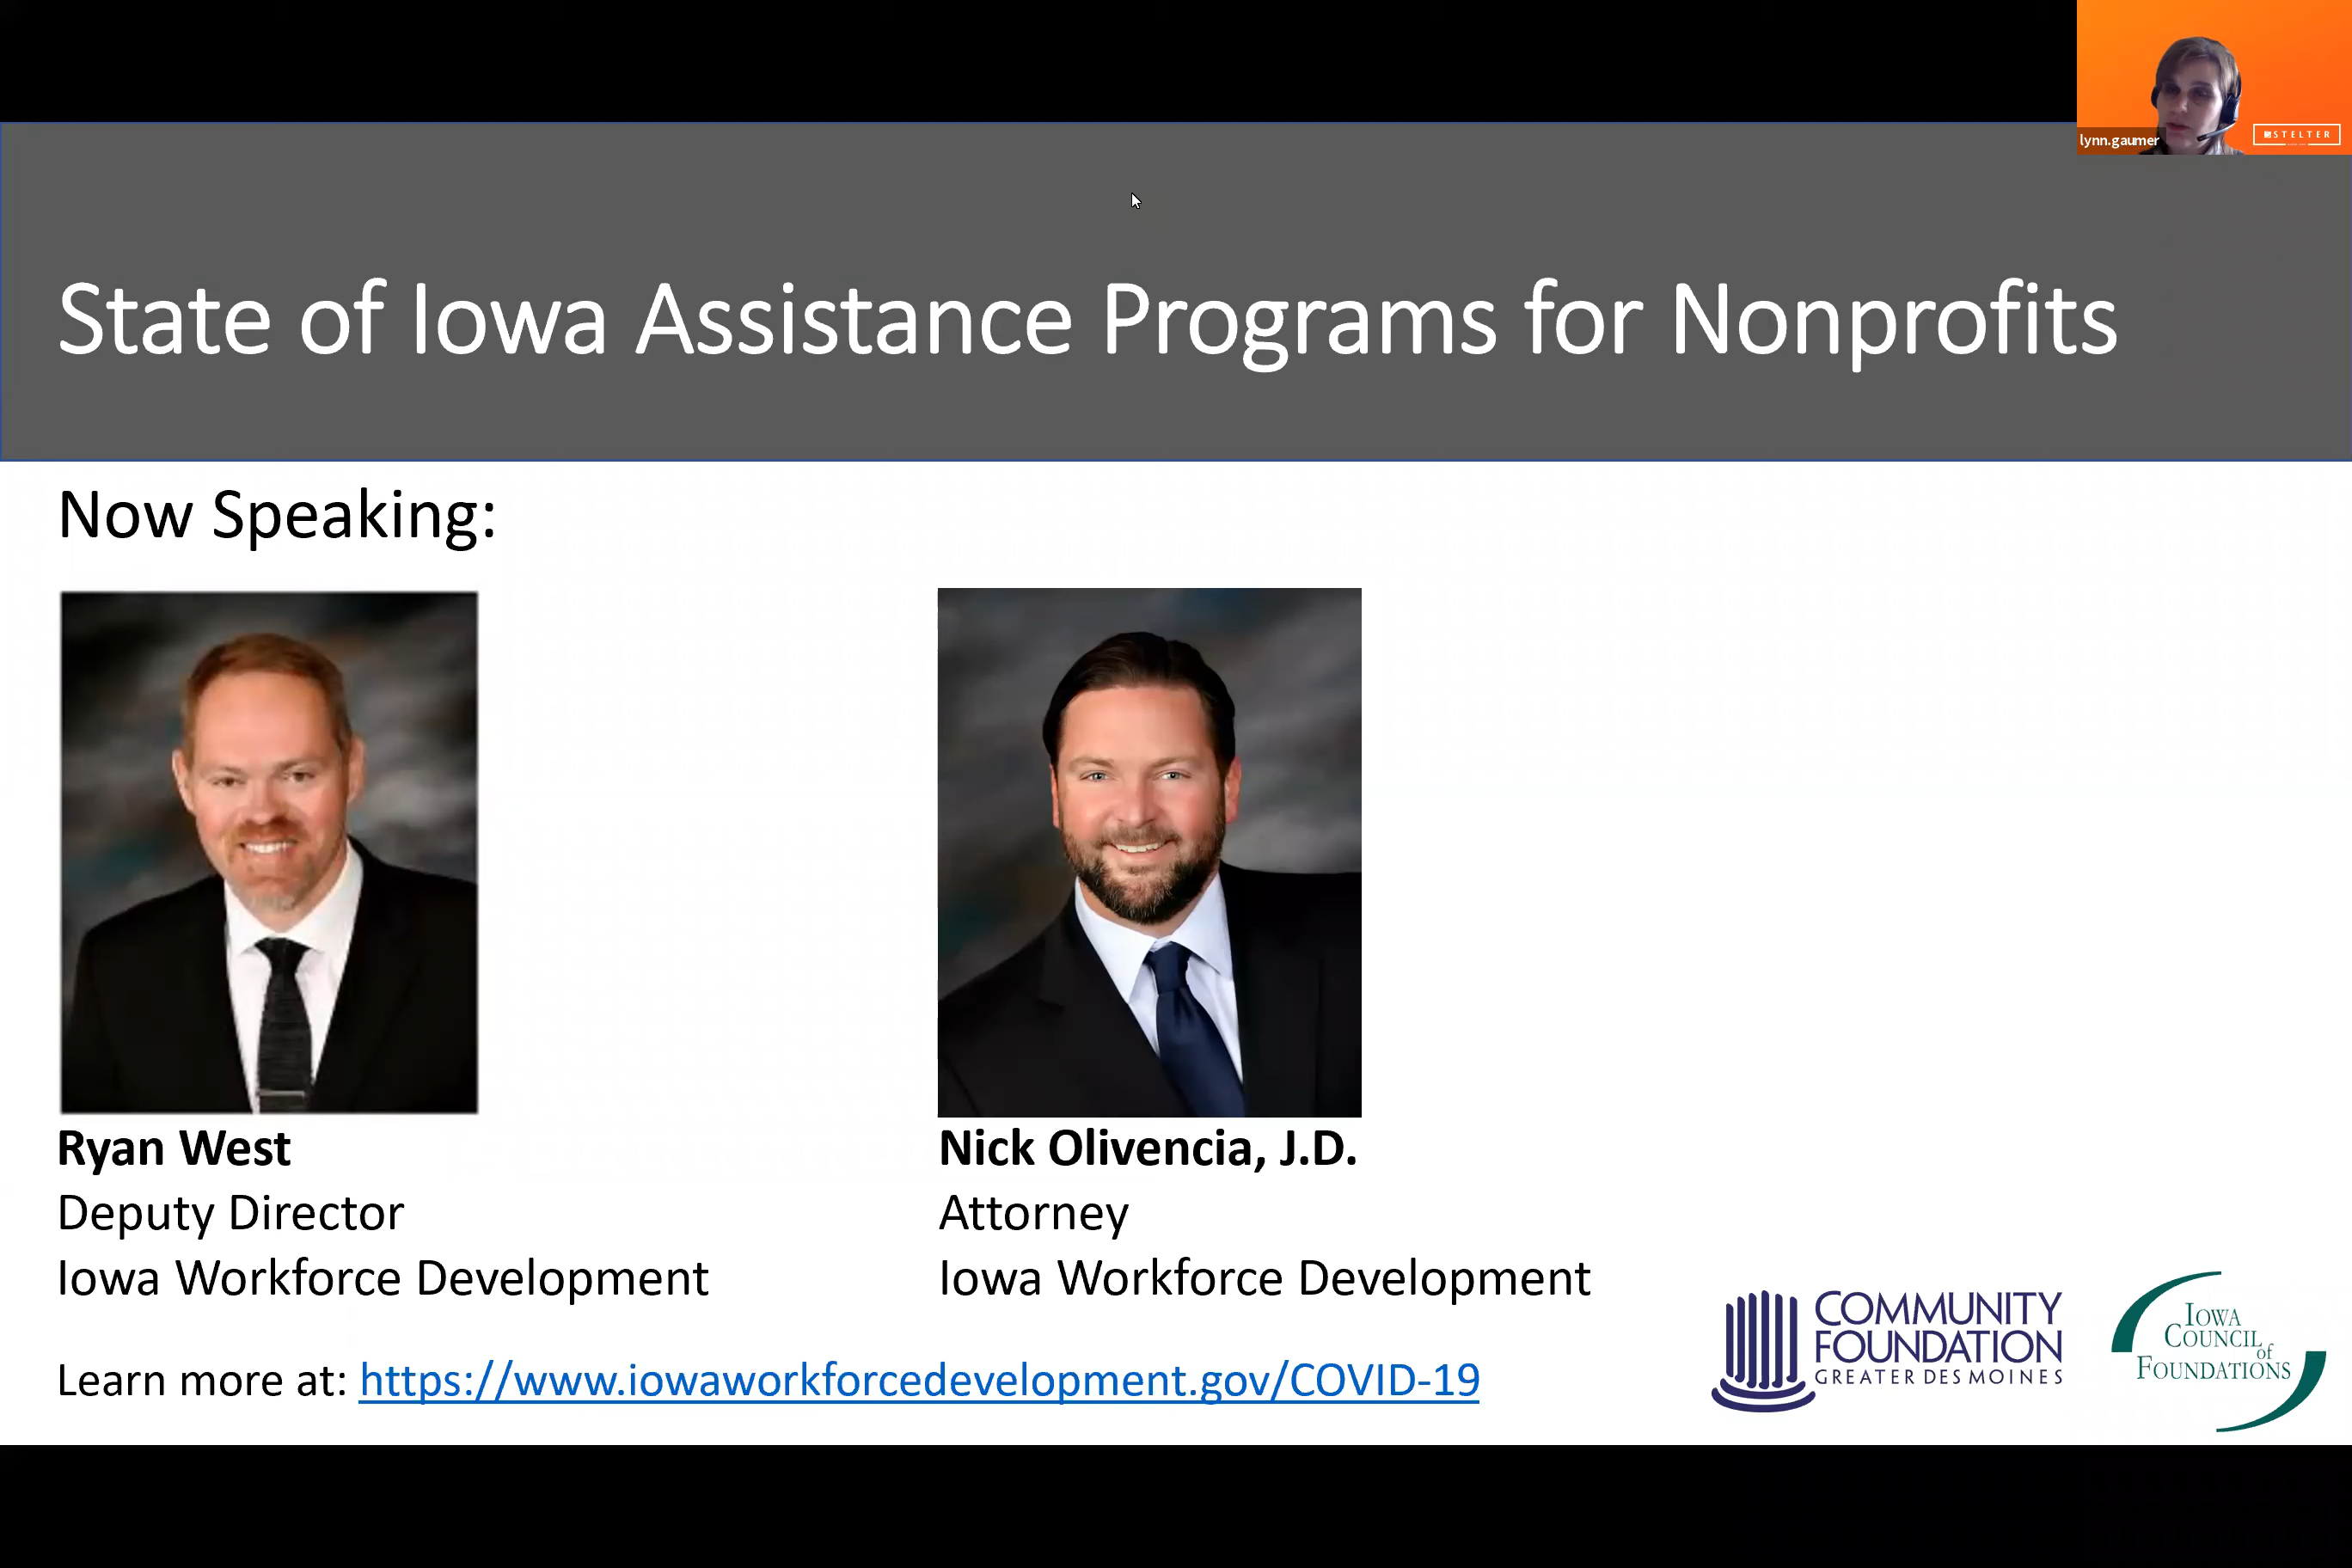 lynn.gaumer
STELTER
State of Iowa Assistance Programs for Nonprofits
Now Speaking:
Ryan West
Deputy Director
Iowa Workforce Development
Nick Olivencia, J.D.
Attorney
Iowa Workforce Development
Learn more at: https://www.iowaworkforcedevelopment.gov/COVID-19
COMMUNITY
FOUNDATION
GREATER DES MOINES
IOWA
COUNCIL
of
FOUNDATIONS